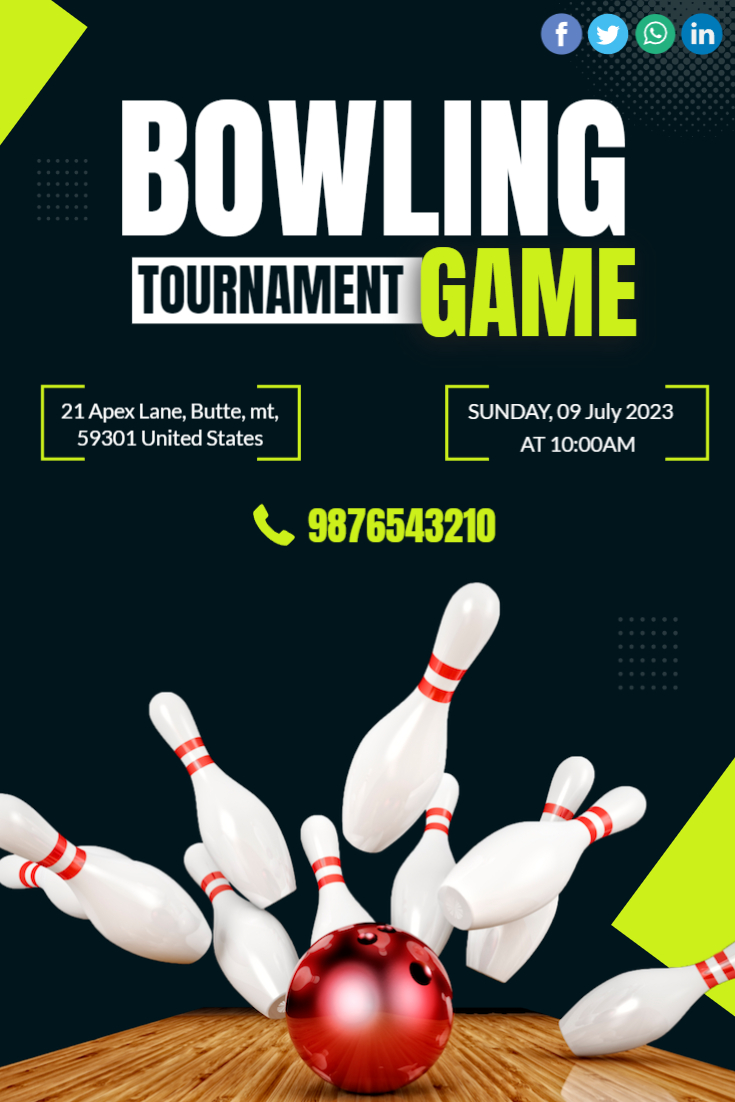 BOWLING
TOURNAMENT GAME
21 Apex Lane, Butte, mt,
59301 United States
SUNDAY, 09 July 2023
AT 10:00AM
9876543210